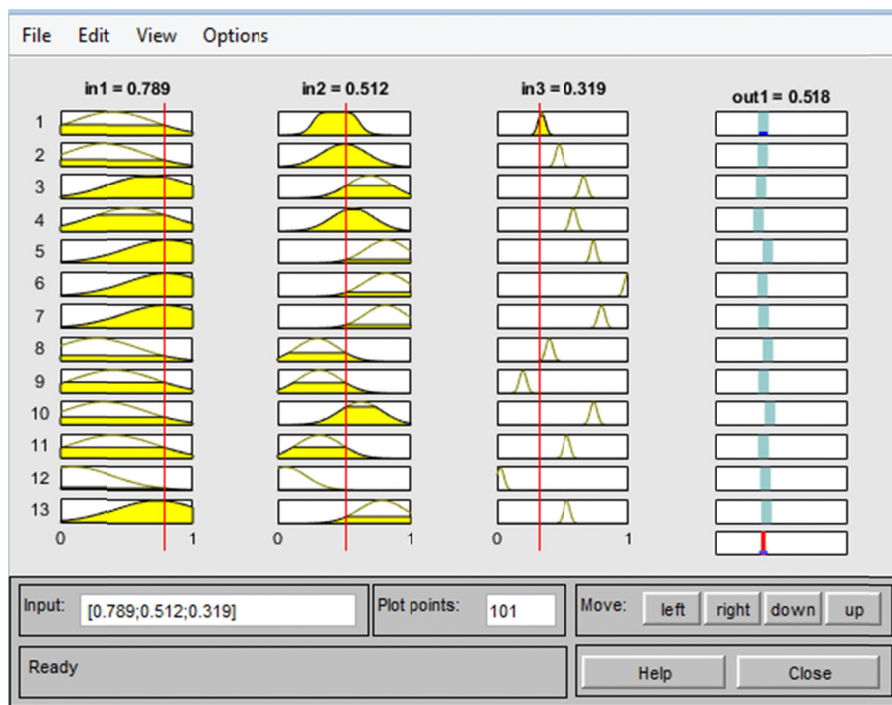 File Edit View Options
in1 = 0.789 in2 = 0.512 in3 = 0.319 out1 = 0.518
1
2
3
4
5
6
7
8
9
10
11
12
13
0 1 0 1 0 1
Input: [0.789;0.512;0.319] Plot points: 101 Move: left right down up
Ready Help Close